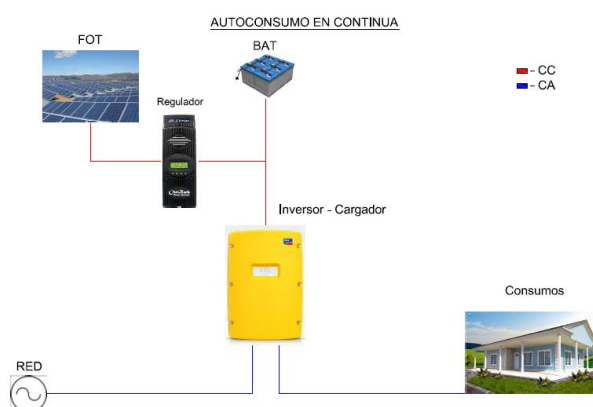 AUTOCONSUMO EN CONTINUA
FOT
BAT
- CC
- CA
Regulador
Inversor - Cargador
Consumos
RED